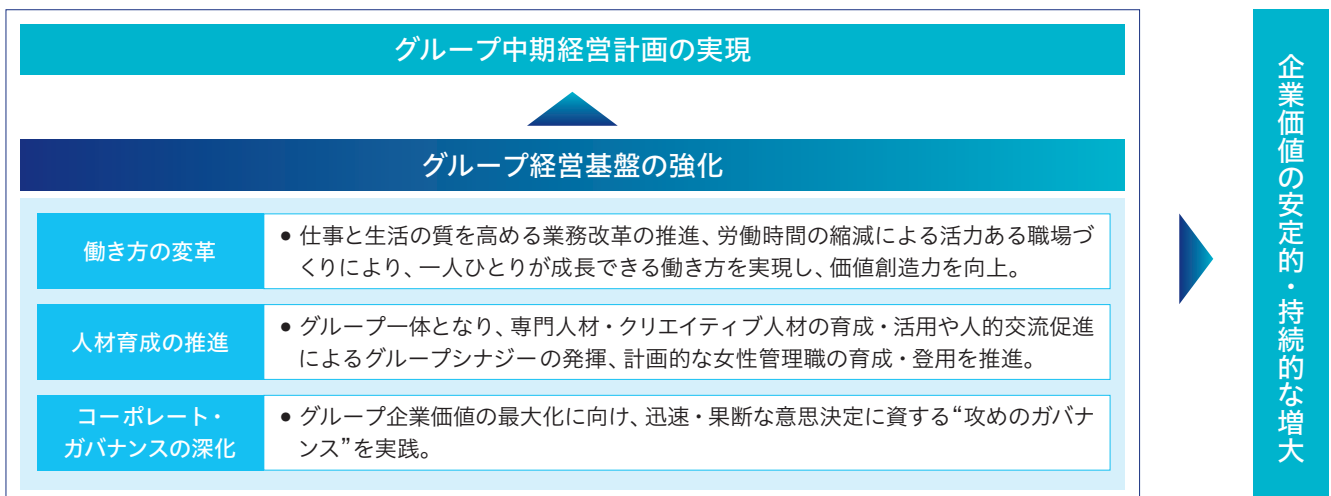 グループ中期経営計画の実現
グループ経営基盤の強化
働き方の変革
● 仕事と生活の質を高める業務改革の推進、労働時間の縮減による活力ある職場づ
くりにより、一人ひとりが成長できる働き方を実現し、価値創造力を向上。
人材育成の推進
● グループ一体となり、専門人材・クリエイティブ人材の育成・活用や人的交流促進
によるグループシナジーの発揮、計画的な女性管理職の育成・登用を推進。
コーポレート・
ガバナンスの深化
● グループ企業価値の最大化に向け、迅速・果断な意思決定に資する“攻めのガバナ
ンス”を実践。
企業価値の安定的・持続的な増大